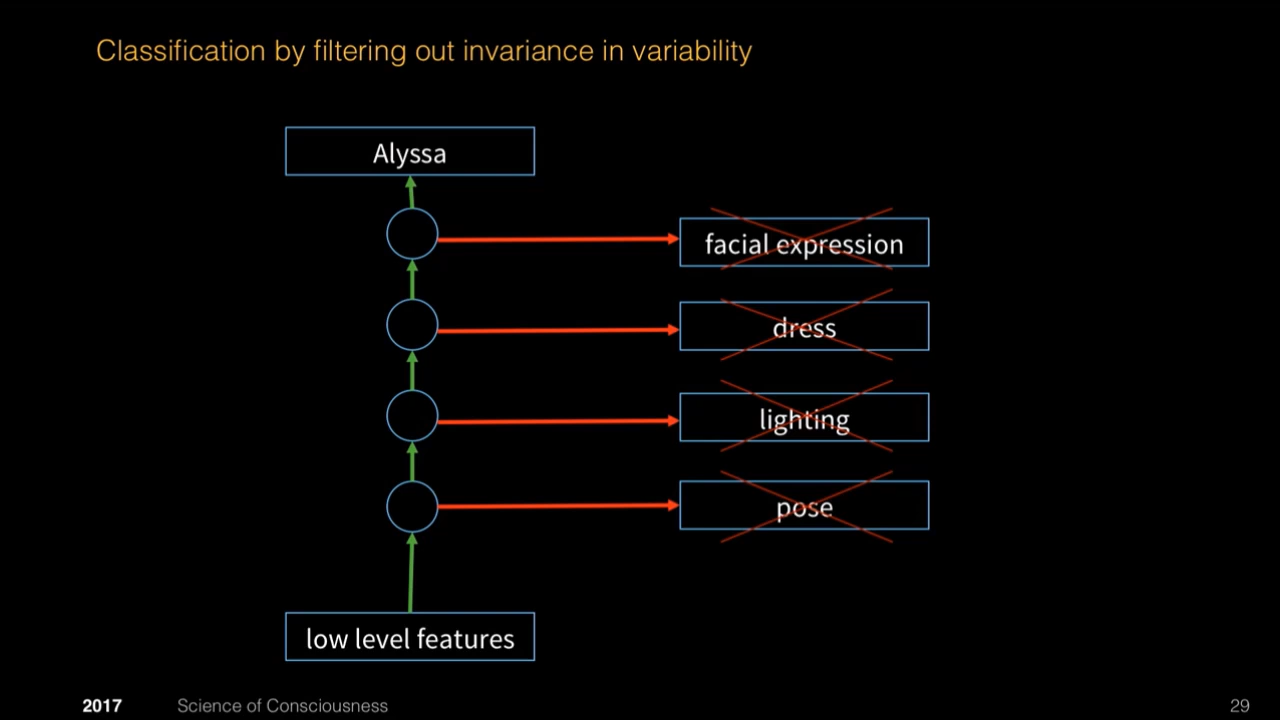 Classification by filtering out invariance in variability
Alyssa
facial expression
dress
lighting
pose
low level features
2017 Science of Consciousness 29